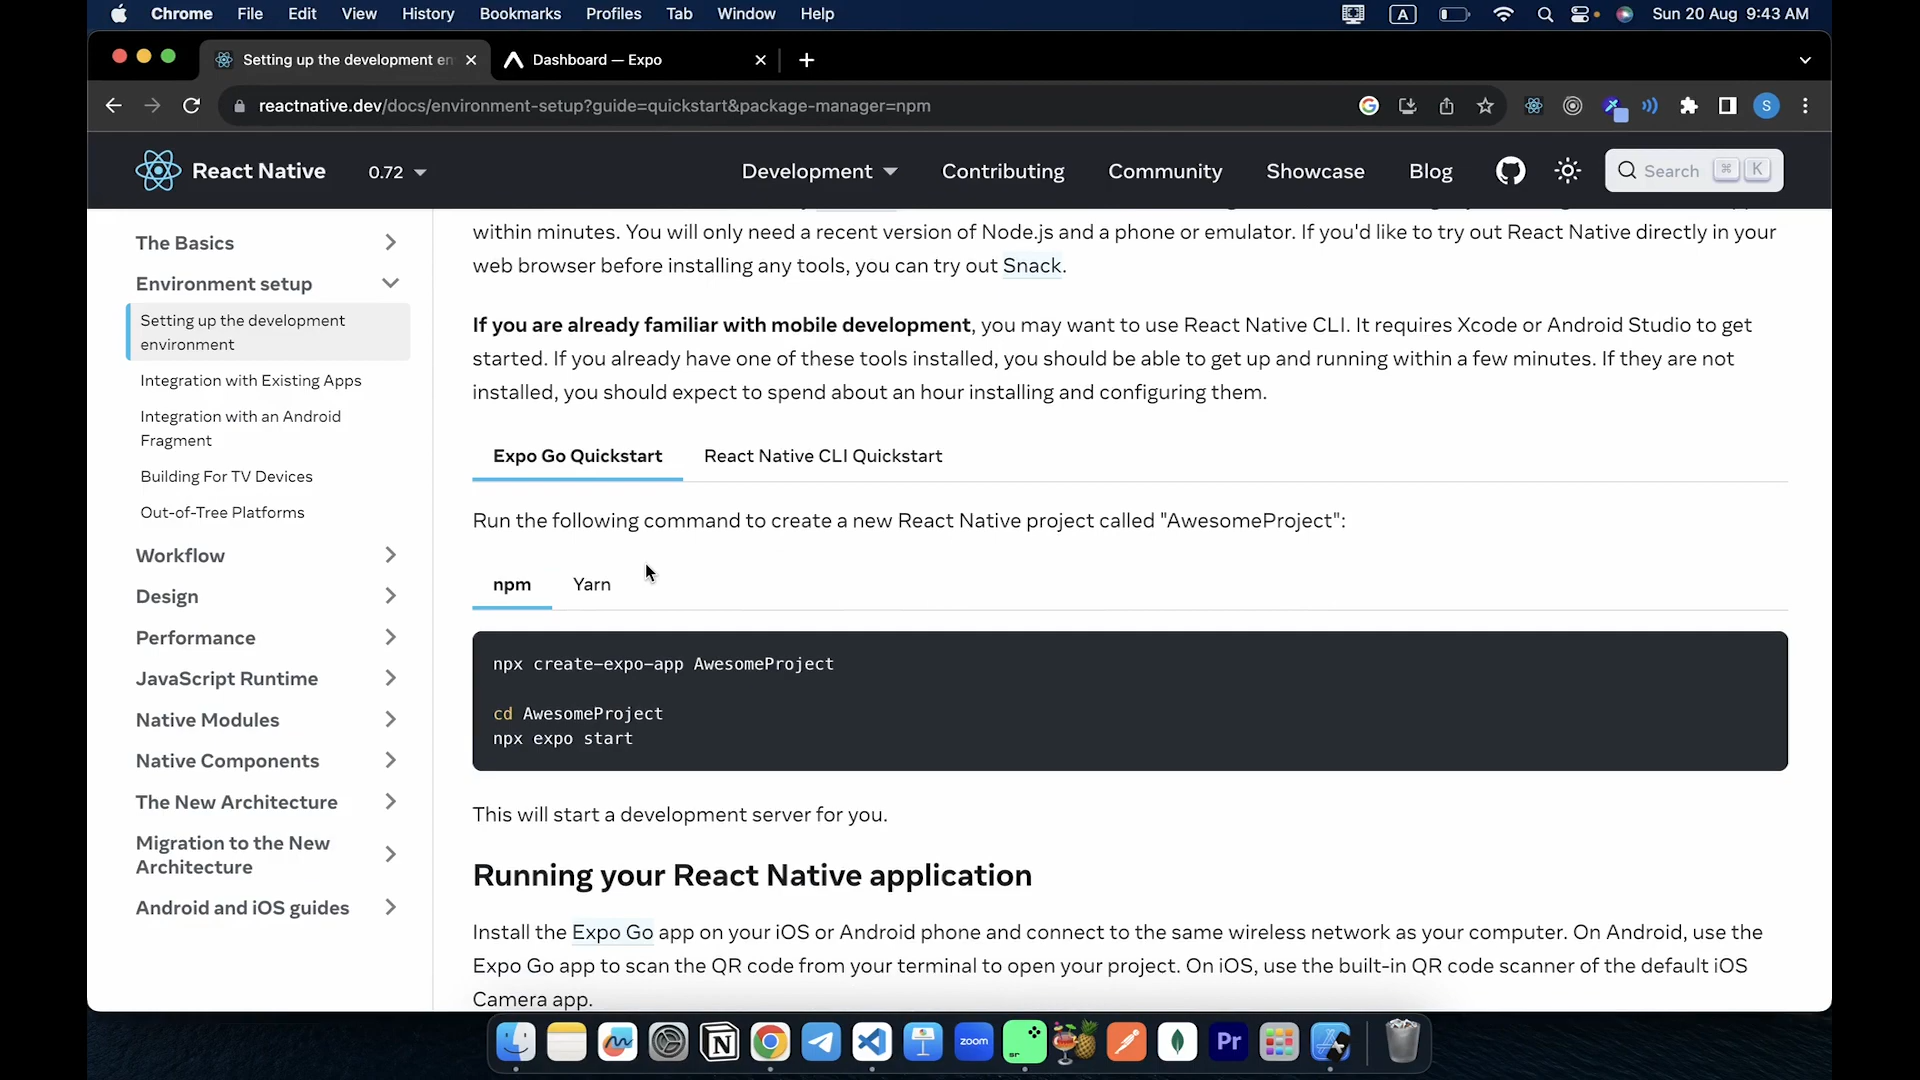 Chrome File Edit View History Bookmarks Profiles Tab Window Help
A
Sun 20 Aug 9:43 AM
Setting up the development en
Dashboard — Expo
reactnative.dev/docs/environment-setup?guide=quickstart&package-manager=npm
S
React Native
0.72
Development Contributing Community Showcase Blog
Search ⌘ K
The Basics
Environment setup
Setting up the development
environment
Integration with Existing Apps
Integration with an Android
Fragment
Building For TV Devices
Out-of-Tree Platforms
Workflow
Design
Performance
JavaScript Runtime
Native Modules
Native Components
The New Architecture
Migration to the New
Architecture
Android and iOS guides
within minutes. You will only need a recent version of Node.js and a phone or emulator. If you'd like to try out React Native directly in your
web browser before installing any tools, you can try out Snack.
If you are already familiar with mobile development, you may want to use React Native CLI. It requires Xcode or Android Studio to get
started. If you already have one of these tools installed, you should be able to get up and running within a few minutes. If they are not
installed, you should expect to spend about an hour installing and configuring them.
Expo Go Quickstart React Native CLI Quickstart
Run the following command to create a new React Native project called "AwesomeProject":
npm Yarn
npx create-expo-app AwesomeProject
cd AwesomeProject
npx expo start
This will start a development server for you.
Running your React Native application
Install the Expo Go app on your iOS or Android phone and connect to the same wireless network as your computer. On Android, use the
Expo Go app to scan the QR code from your terminal to open your project. On iOS, use the built-in QR code scanner of the default iOS
Camera app.
zoom
sr
Pr